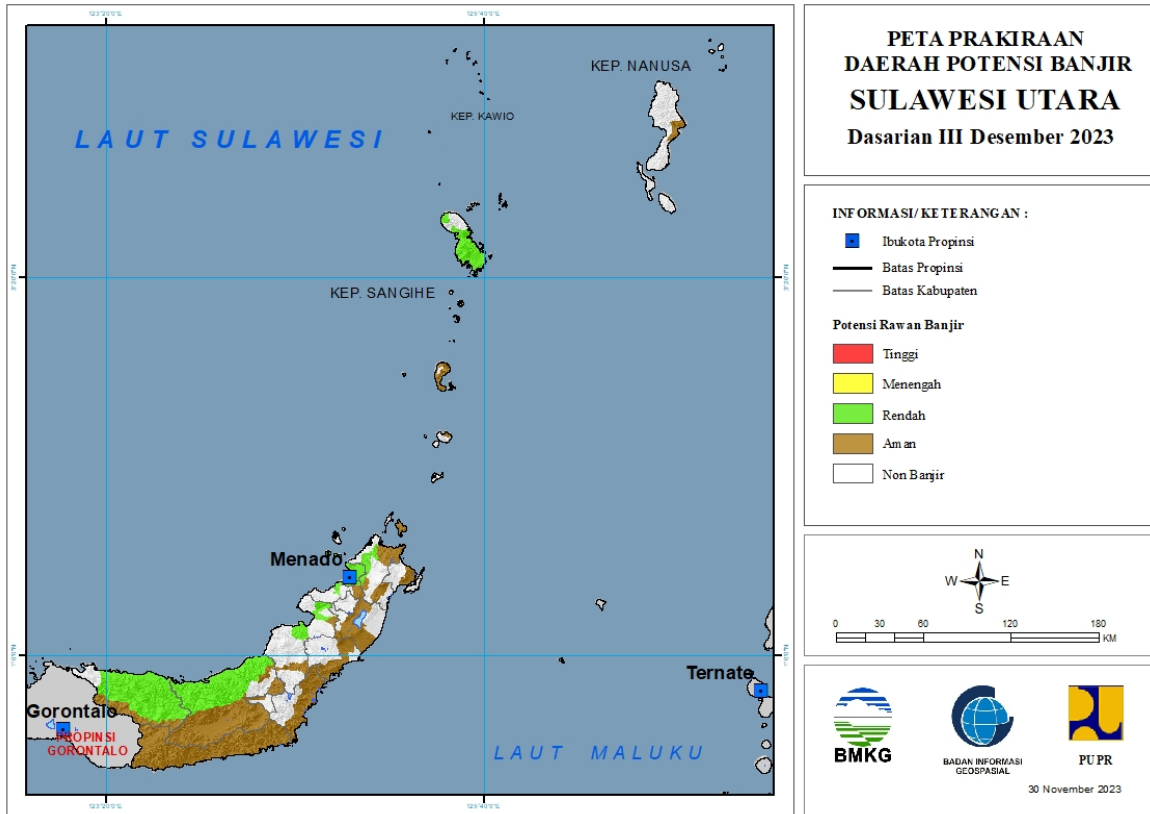 PETA PRAKIRAAN
DAERAH POTENSI BANJIR
SULAWESI UTARA
Dasarian III Desember 2023
INFORMASI/ KETERANGAN :
Ibukota Propinsi
Batas Propinsi
Batas Kabupaten
Potensi Rawan Banjir
Tinggi
Menengah
Rendah
Aman
Non Banjir
N
W E
S
0 30 60 120 180
KM
BMKG
BADAN INFORMASI
GEOSPASIAL
PUPR
30 November 2023
KEP. NANUSA
KEP. KAWIO
LAUT SULAWESI
KEP. SANGIHE
Menado
Ternate
Gorontalo
PROPINSI
GORONTALO
LAUT MALUKU